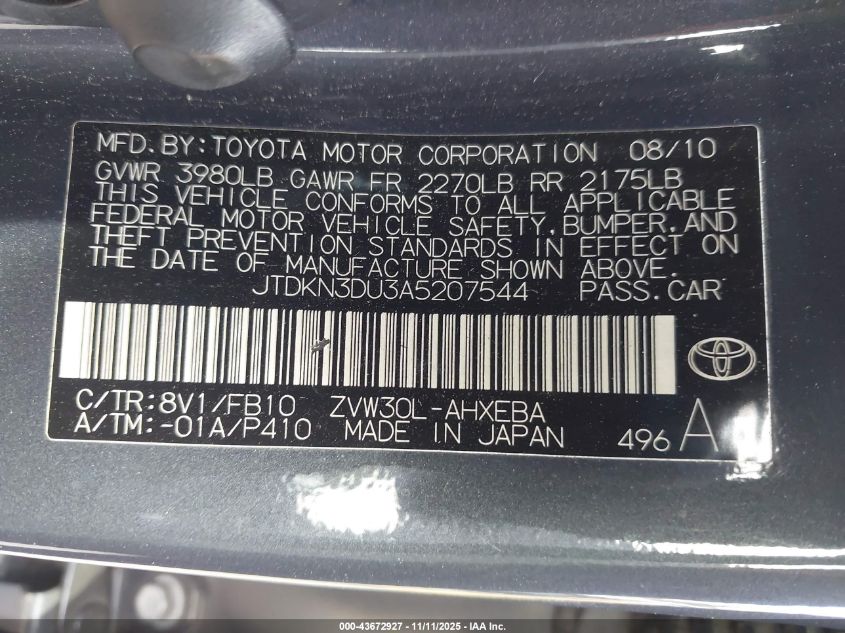 MFD.BY:TOYOTA MOTOR CORPORATION 08/10
GVWR 3980LB GAWR FR 2270LB RR 2175LB
THIS VEHICLE CONFORMS TO ALL APPLICABLE
FEDERAL MOTOR VEHICLE SAFETY,BUMPER,AND
THEFT PREVENTION STANDARDS IN EFFECT ON
THE DATE OF MANUFACTURE SHOWN ABOVE.
JTDKN3DU3A5207544 PASS.CAR
C/TR:8V1/FB10 ZVW30L-AHXEBA
A/TM:-01A/P410 MADE IN JAPAN 496 A
000-43672927 - 11/11/2025 - IAA Inc.